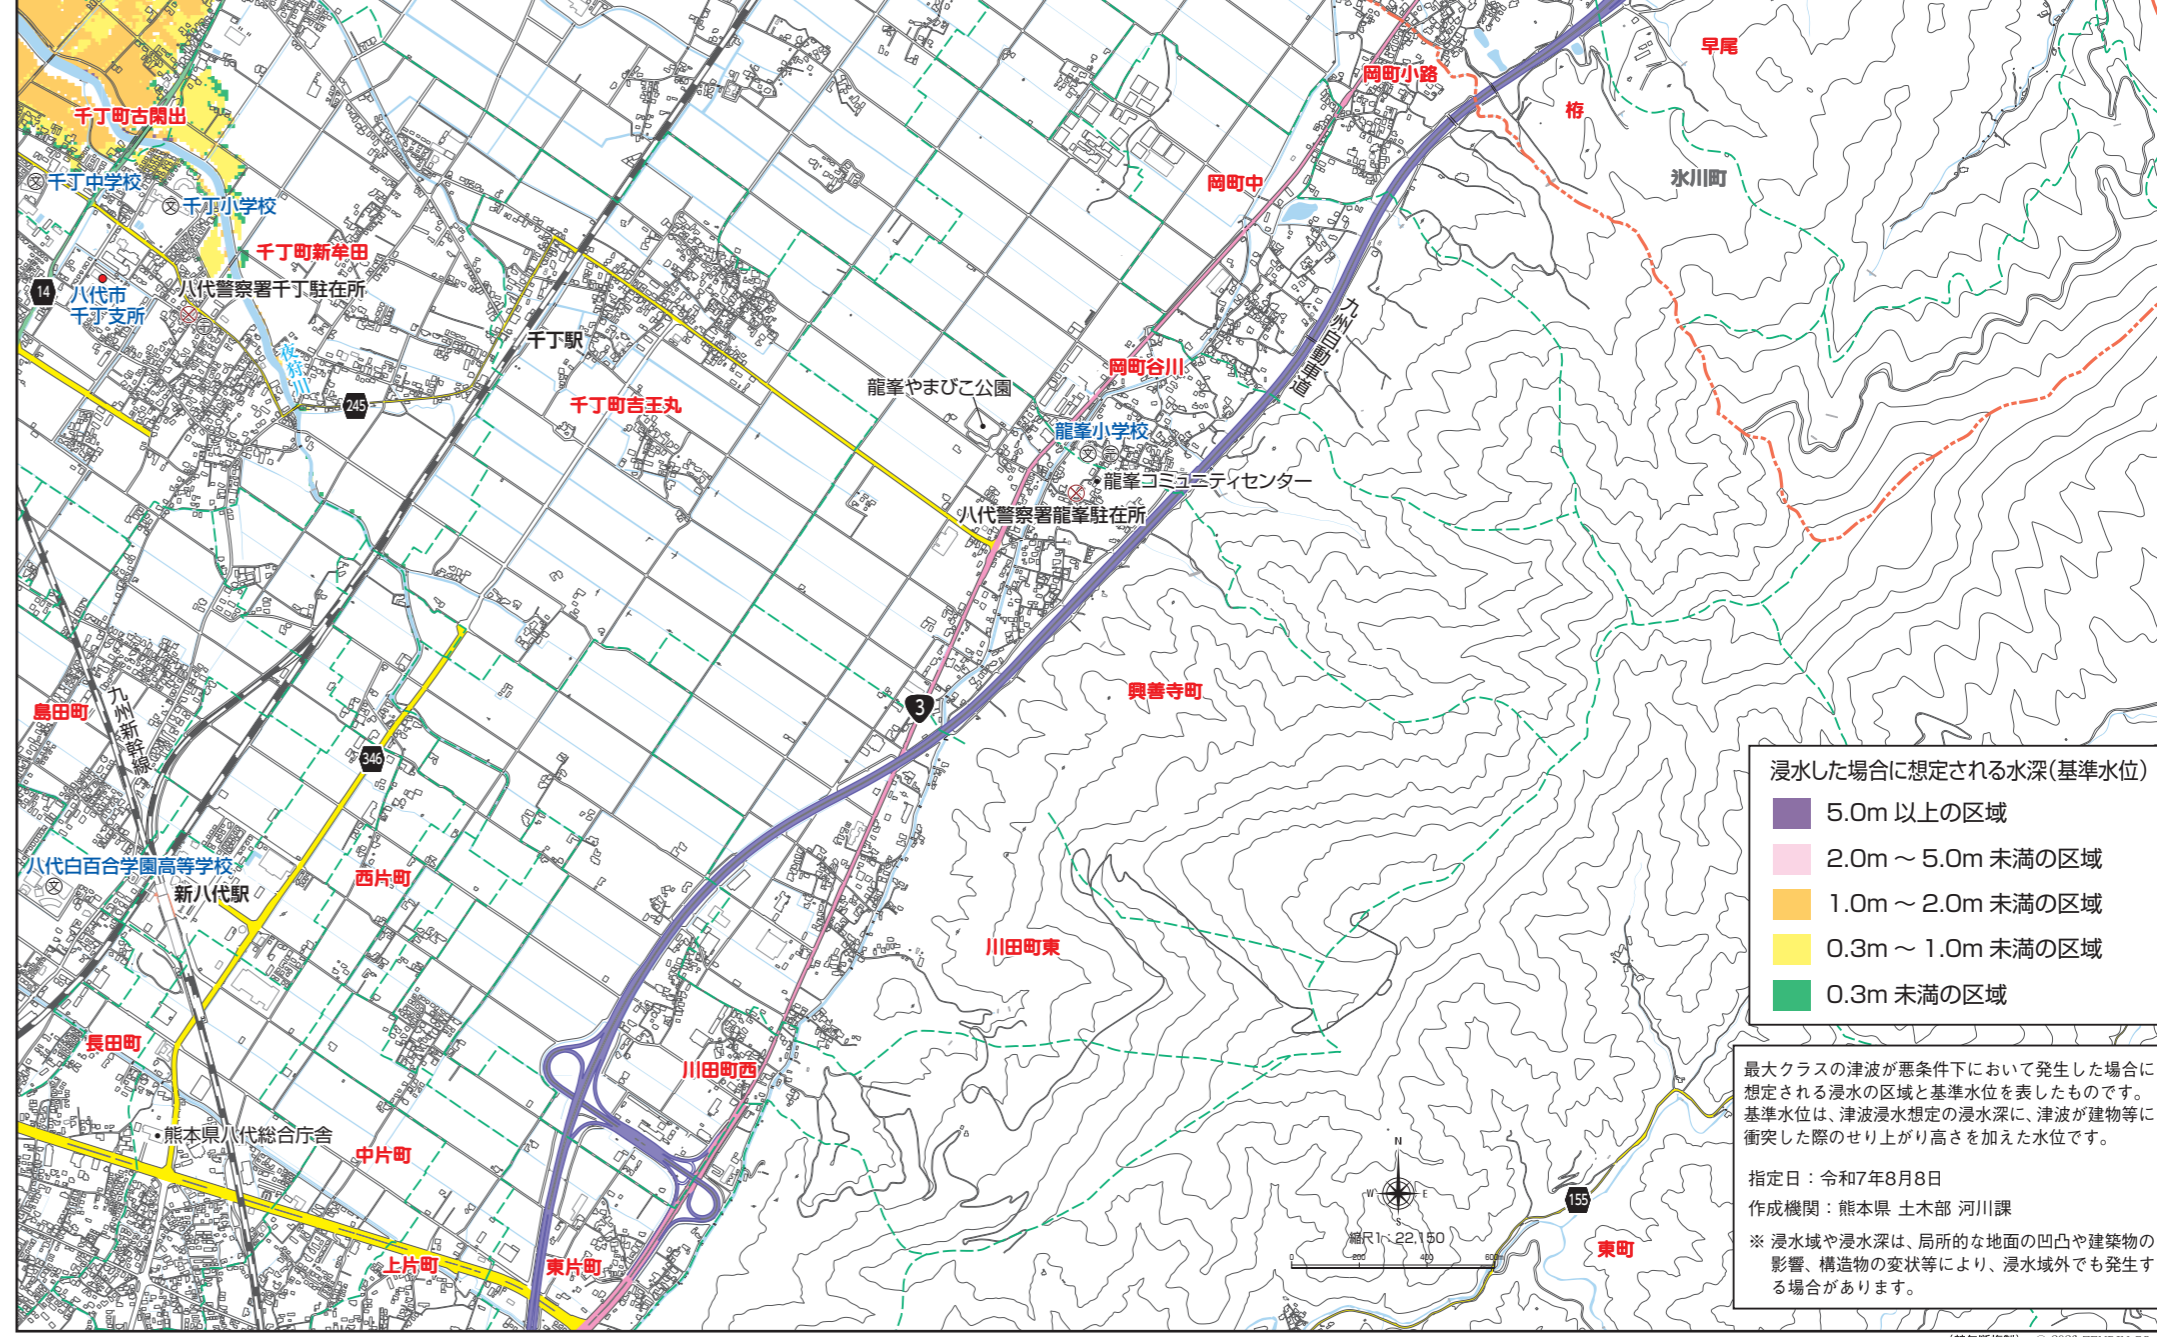 早尾
岡町小路
栫
千丁町古閑出
氷川町
千丁中学校
岡町中
千丁小学校
千丁町新牟田
八代警察署千丁駐在所
14
八代市
千丁支所
九州自動車道
千丁駅
夜狩川
岡町谷川
龍峯やまびこ公園
245
千丁町吉王丸
龍峯小学校
龍峯コミュニティセンター
八代警察署龍峯駐在所
興善寺町
島田町
九州新幹線
3
346
浸水した場合に想定される水深(基準水位)
5.0m 以上の区域
2.0m ～ 5.0m 未満の区域
1.0m ～ 2.0m 未満の区域
0.3m ～ 1.0m 未満の区域
0.3m 未満の区域
八代白百合学園高等学校
新八代駅
西片町
川田町東
長田町
川田町西
最大クラスの津波が悪条件下において発生した場合に
想定される浸水の区域と基準水位を表したものです。
基準水位は、津波浸水想定の浸水深に、津波が建物等に
衝突した際のせり上がり高さを加えた水位です。
指定日：令和7年8月8日
作成機関：熊本県 土木部 河川課
※ 浸水域や浸水深は、局所的な地面の凹凸や建築物の
影響、構造物の変状等により、浸水域外でも発生す
る場合があります。
熊本県八代総合庁舎
中片町
N
W
E
S
155
縮尺1：22,150
0 200 400 600m
東町
上片町
東片町